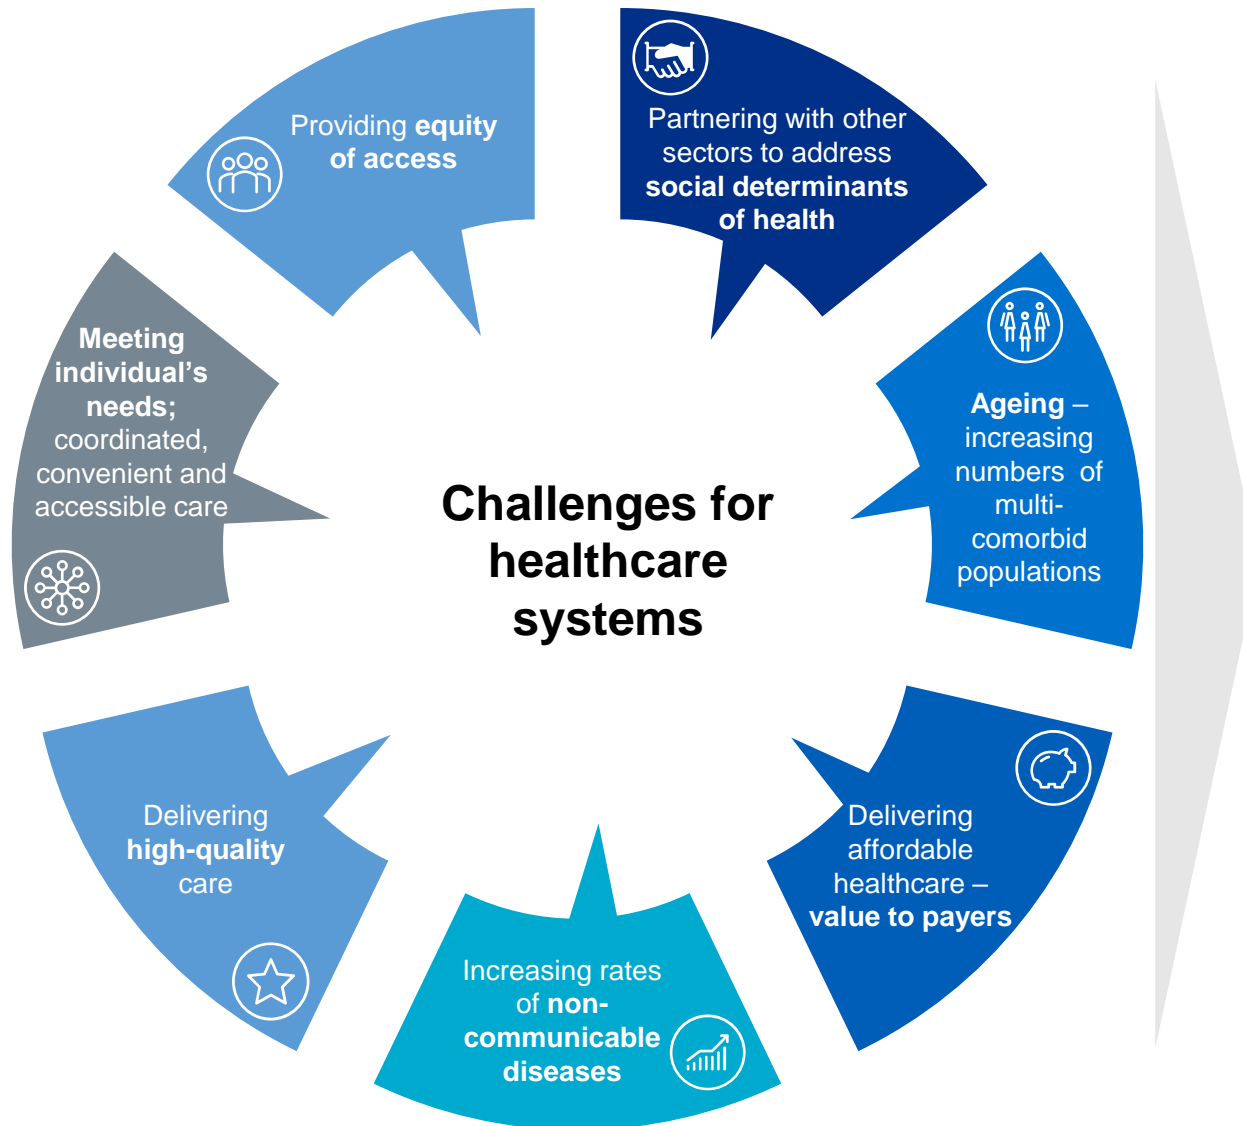 Providing equity
of access
Partnering with other
sectors to address
social determinants
of health
Meeting
individual’s
needs;
coordinated,
convenient and
accessible care
Ageing –
increasing
numbers of
multi-
comorbid
populations
Challenges for
healthcare
systems
Delivering
high-quality
care
Delivering
affordable
healthcare –
value to payers
Increasing rates
of non-
communicable
diseases